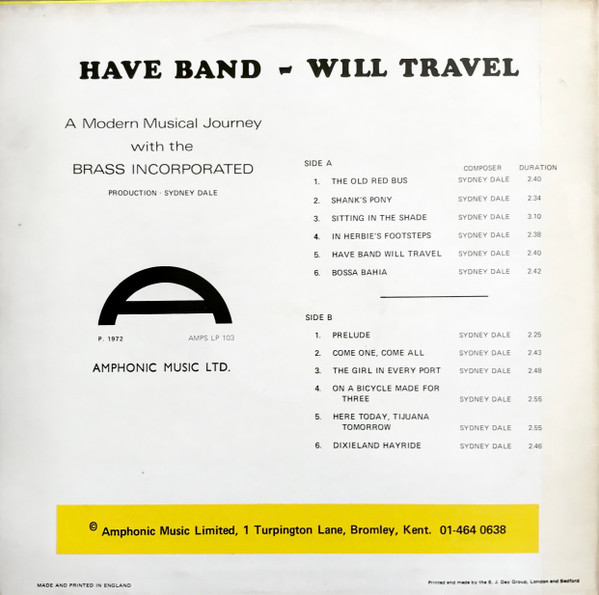 HAVE BAND - WILL TRAVEL
A Modern Musical Journey
with the
BRASS INCORPORATED
PRODUCTION · SYDNEY DALE
SIDE A COMPOSER DURATION
1. THE OLD RED BUS SYDNEY DALE 2.40
2. SHANK'S PONY SYDNEY DALE 2.34
3. SITTING IN THE SHADE SYDNEY DALE 3.10
4. IN HERBIE'S FOOTSTEPS SYDNEY DALE 2.38
5. HAVE BAND WILL TRAVEL SYDNEY DALE 2.40
6. BOSSA BAHIA SYDNEY DALE 2.42
SIDE B
1. PRELUDE SYDNEY DALE 2.25
2. COME ONE, COME ALL SYDNEY DALE 2.43
3. THE GIRL IN EVERY PORT SYDNEY DALE 2.48
4. ON A BICYCLE MADE FOR
THREE SYDNEY DALE 2.55
5. HERE TODAY, TIJUANA
TOMORROW SYDNEY DALE 2.55
6. DIXIELAND HAYRIDE SYDNEY DALE 2.46
P. 1972 AMPS LP 103
AMPHONIC MUSIC LTD.
© Amphonic Music Limited, 1 Turpington Lane, Bromley, Kent. 01-464 0638
MADE AND PRINTED IN ENGLAND
Printed and made by the E. J. Day Group, London and Bedford